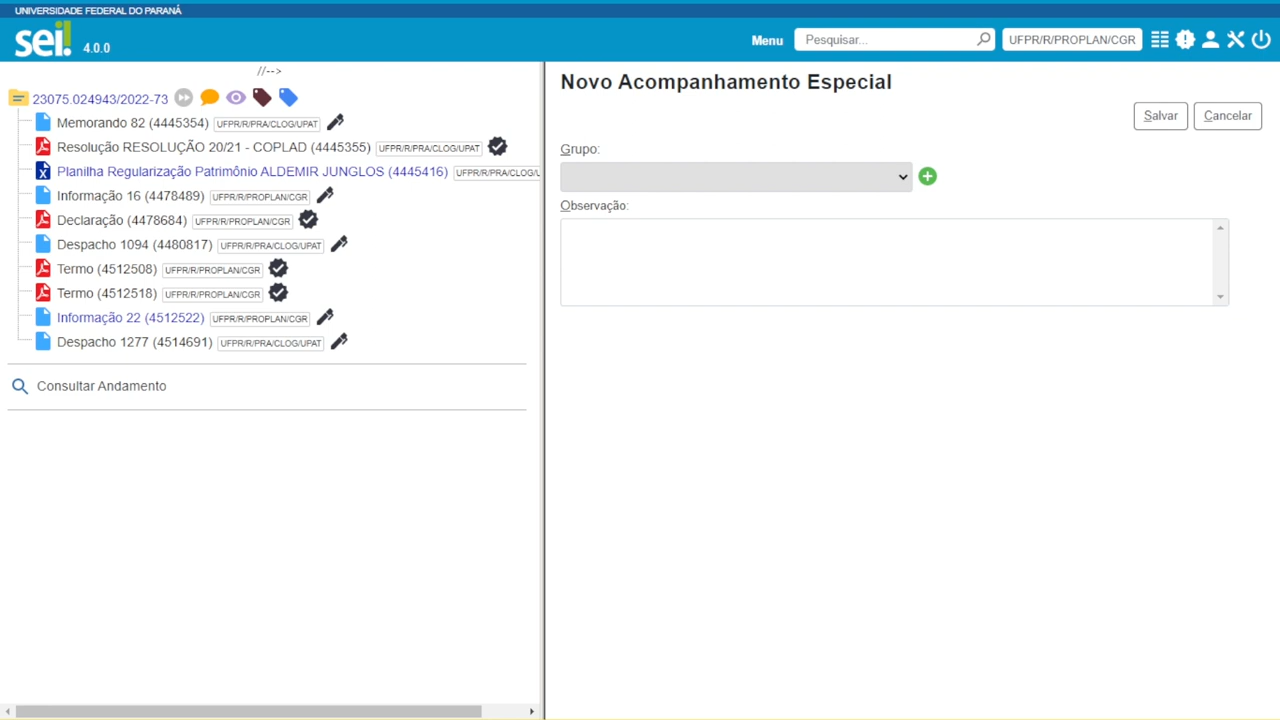 UNIVERSIDADE FEDERAL DO PARANÁ
sei! 4.0.0
Menu Pesquisar... UFPR/R/PROPLAN/CGR
//-->
23075.024943/2022-73
Memorando 82 (4445354) UFPR/R/PRA/CLOG/UPAT
Resolução RESOLUÇÃO 20/21 - COPLAD (4445355) UFPR/R/PRA/CLOG/UPAT
Planilha Regularização Patrimônio ALDEMIR JUNGLOS (4445416) UFPR/R/PRA/CLOG/U
Informação 16 (4478489) UFPR/R/PROPLAN/CGR
Declaração (4478684) UFPR/R/PROPLAN/CGR
Despacho 1094 (4480817) UFPR/R/PRA/CLOG/UPAT
Termo (4512508) UFPR/R/PROPLAN/CGR
Termo (4512518) UFPR/R/PROPLAN/CGR
Informação 22 (4512522) UFPR/R/PROPLAN/CGR
Despacho 1277 (4514691) UFPR/R/PRA/CLOG/UPAT
Consultar Andamento
Novo Acompanhamento Especial
Salvar Cancelar
Grupo:
Observação: